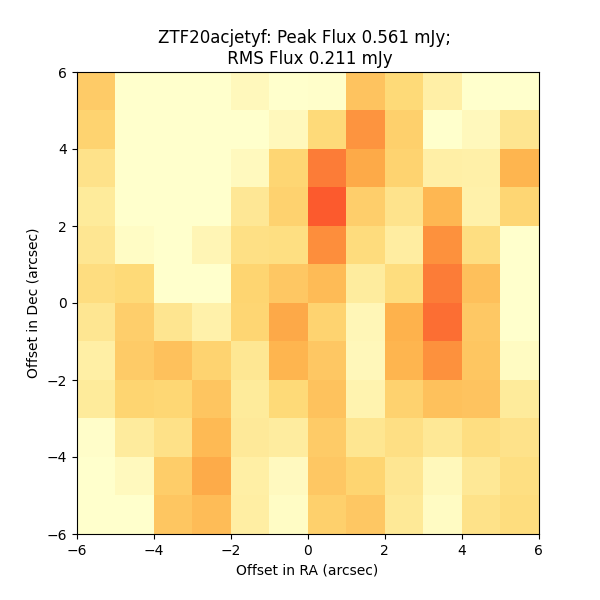 ZTF20acjetyf: Peak Flux 0.561 mJy;
RMS Flux 0.211 mJy
6
4
2
0
−2
−4
−6
Offset in Dec (arcsec)
−6 −4 −2 0 2 4 6
Offset in RA (arcsec)